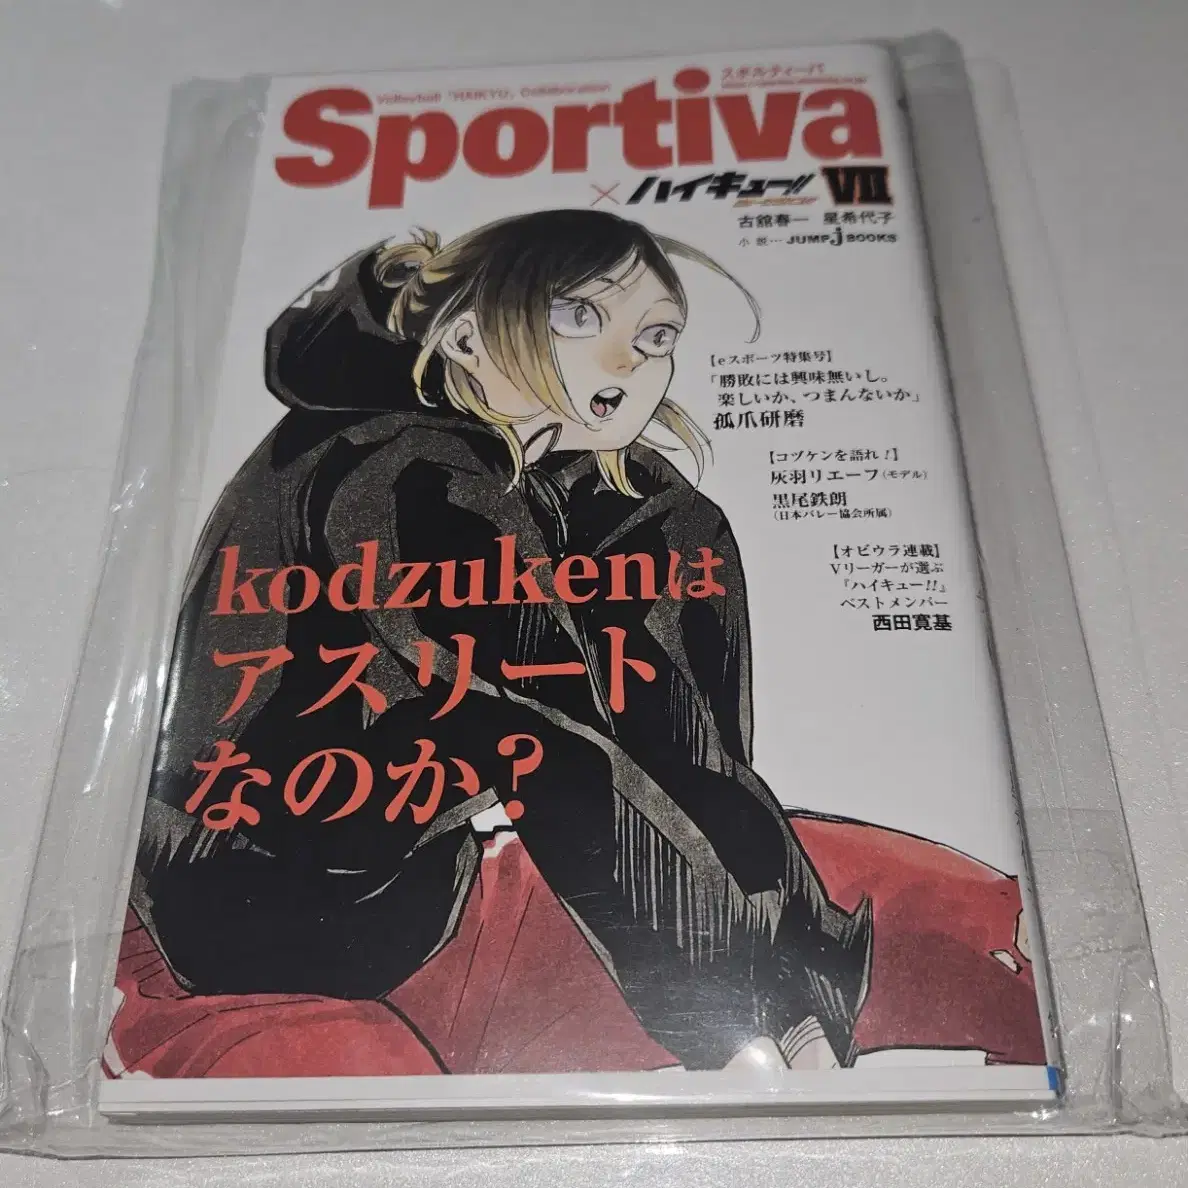 スポルティーバ
Volleyball「HAIKYU」Collaboration
Sportiva
×ハイキュー!! VII
古舘春一 星希代子
小説… JUMP j BOOKS
【eスポーツ特集号】
「勝敗には興味無いし。
楽しいか、つまんないか」
孤爪研磨
【コヅケンを語れ!】
灰羽リエーフ(モデル)
黒尾鉄朗
(日本バレー協会所属)
【オビウラ連載】
Vリーガーが選ぶ
『ハイキュー!!』
ベストメンバー
西田寛基
kodzukenは
アスリート
なのか?